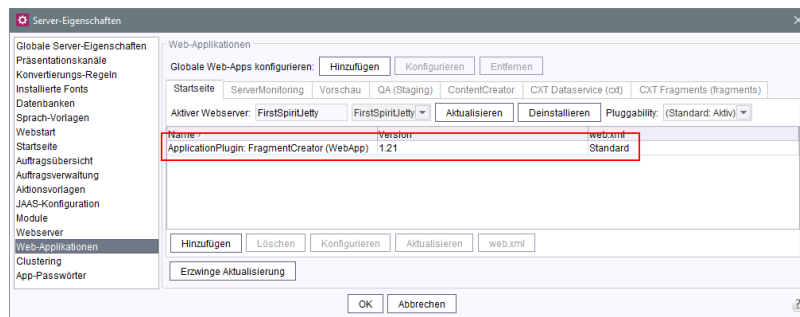 Server-Eigenschaften
Globale Server-Eigenschaften
Präsentationskanäle
Konvertierungs-Regeln
Installierte Fonts
Datenbanken
Sprach-Vorlagen
Webstart
Startseite
Auftragsübersicht
Auftragsverwaltung
Aktionsvorlagen
JAAS-Konfiguration
Module
Webserver
Web-Applikationen
Clustering
App-Passwörter
Web-Applikationen
Globale Web-Apps konfigurieren: Hinzufügen Konfigurieren Entfernen
Startseite ServerMonitoring Vorschau QA (Staging) ContentCreator CXT Dataservice (cxt) CXT Fragments (fragments)
Aktiver Webserver: FirstSpiritJetty FirstSpiritJetty Aktualisieren Deinstallieren Pluggability: (Standard: Aktiv)
Name Version web.xml
ApplicationPlugin: FragmentCreator (WebApp) 1.21 Standard
Hinzufügen Löschen Konfigurieren Aktualisieren web.xml
Erzwinge Aktualisierung
OK Abbrechen
?